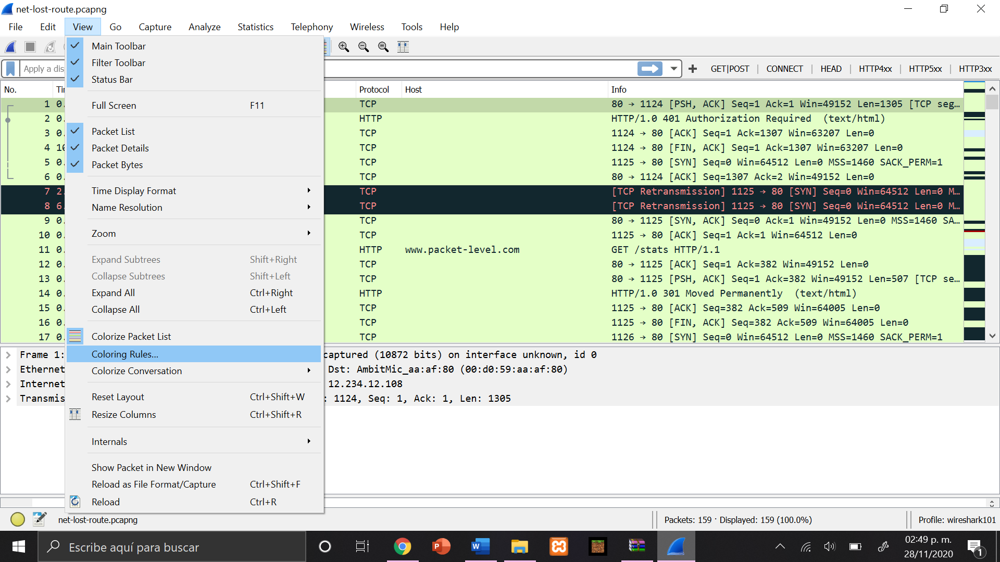 net-lost-route.pcapng
File Edit View Go Capture Analyze Statistics Telephony Wireless Tools Help
Apply a dis
GET|POST CONNECT HEAD HTTP4xx HTTP5xx HTTP3xx
Main Toolbar
Filter Toolbar
Status Bar
Full Screen F11
Packet List
Packet Details
Packet Bytes
Time Display Format
Name Resolution
Zoom
Expand Subtrees Shift+Right
Collapse Subtrees Shift+Left
Expand All Ctrl+Right
Collapse All Ctrl+Left
Colorize Packet List
Coloring Rules...
Colorize Conversation
Reset Layout Ctrl+Shift+W
Resize Columns Ctrl+Shift+R
Internals
Show Packet in New Window
Reload as File Format/Capture Ctrl+Shift+F
Reload Ctrl+R
No. Protocol Host Info
1 0. TCP 80 → 1124 [PSH, ACK] Seq=1 Ack=1 Win=49152 Len=1305 [TCP seg…
2 0. HTTP HTTP/1.0 401 Authorization Required (text/html)
3 0. TCP 1124 → 80 [ACK] Seq=1 Ack=1307 Win=63207 Len=0
4 10 TCP 1124 → 80 [FIN, ACK] Seq=1 Ack=1307 Win=63207 Len=0
5 0. TCP 1125 → 80 [SYN] Seq=0 Win=64512 Len=0 MSS=1460 SACK_PERM=1
6 0. TCP 80 → 1124 [ACK] Seq=1307 Ack=2 Win=49152 Len=0
7 2. TCP [TCP Retransmission] 1125 → 80 [SYN] Seq=0 Win=64512 Len=0 M…
8 6. TCP [TCP Retransmission] 1125 → 80 [SYN] Seq=0 Win=64512 Len=0 M…
9 0. TCP 80 → 1125 [SYN, ACK] Seq=0 Ack=1 Win=49152 Len=0 MSS=1460 SA…
10 0. TCP 1125 → 80 [ACK] Seq=1 Ack=1 Win=64512 Len=0
11 0. HTTP www.packet-level.com GET /stats HTTP/1.1
12 0. TCP 80 → 1125 [ACK] Seq=1 Ack=382 Win=49152 Len=0
13 0. TCP 80 → 1125 [PSH, ACK] Seq=1 Ack=382 Win=49152 Len=507 [TCP se…
14 0. HTTP HTTP/1.0 301 Moved Permanently (text/html)
15 0. TCP 1125 → 80 [ACK] Seq=382 Ack=509 Win=64005 Len=0
16 0. TCP 1125 → 80 [FIN, ACK] Seq=382 Ack=509 Win=64005 Len=0
17 0. TCP 1126 → 80 [SYN] Seq=0 Win=64512 Len=0 MSS=1460 SACK_PERM=1
Frame 1: captured (10872 bits) on interface unknown, id 0
Ethernet Dst: AmbitMic_aa:af:80 (00:d0:59:aa:af:80)
Internet 12.234.12.108
Transmis : 1124, Seq: 1, Ack: 1, Len: 1305
net-lost-route.pcapng Packets: 159 · Displayed: 159 (100.0%) Profile: wireshark101
Escribe aquí para buscar
02:49 p. m.
28/11/2020
1